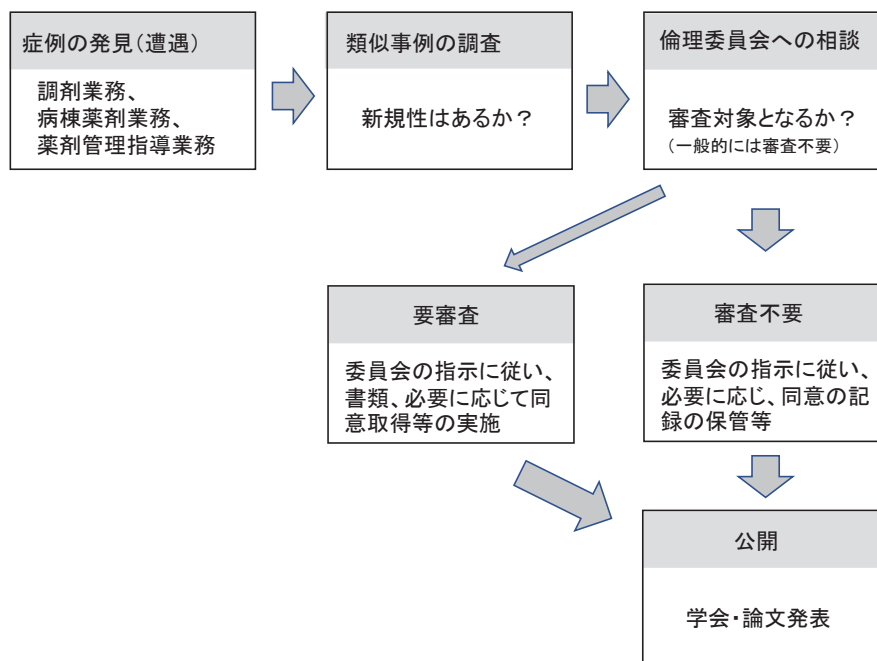 症例の発見(遭遇)
調剤業務、
病棟薬剤業務、
薬剤管理指導業務
類似事例の調査
新規性はあるか？
倫理委員会への相談
審査対象となるか？
(一般的には審査不要)
要審査
委員会の指示に従い、
書類、必要に応じて同
意取得等の実施
審査不要
委員会の指示に従い、
必要に応じ、同意の記
録の保管等
公開
学会・論文発表